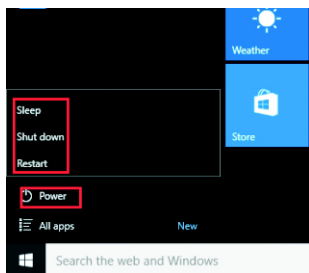 Weather
Sleep
Shut down
Store
Restart
Power
All apps
New
Search the web and Windows